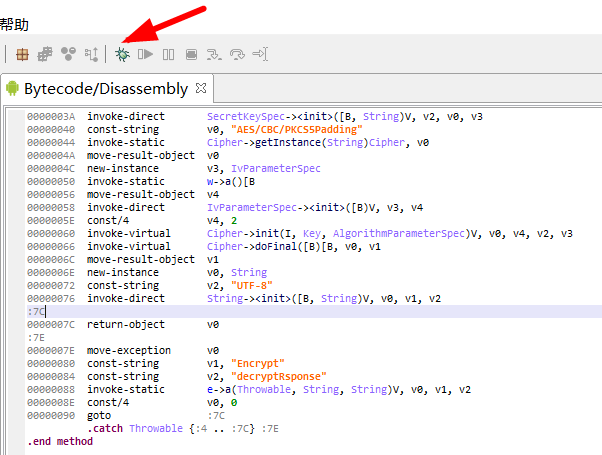 帮助
Bytecode/Disassembly
0000003A invoke-direct SecretKeySpec-><init>([B, String)V, v2, v0, v3
00000040 const-string v0, "AES/CBC/PKCS5Padding"
00000044 invoke-static Cipher->getInstance(String)Cipher, v0
0000004A move-result-object v0
0000004C new-instance v3, IvParameterSpec
00000050 invoke-static w->a()[B
00000056 move-result-object v4
00000058 invoke-direct IvParameterSpec-><init>([B)V, v3, v4
0000005E const/4 v4, 2
00000060 invoke-virtual Cipher->init(I, Key, AlgorithmParameterSpec)V, v0, v4, v2, v3
00000066 invoke-virtual Cipher->doFinal([B)[B, v0, v1
0000006C move-result-object v1
0000006E new-instance v0, String
00000072 const-string v2, "UTF-8"
00000076 invoke-direct String-><init>([B, String)V, v0, v1, v2
:7C
0000007C return-object v0
:7E
0000007E move-exception v0
00000080 const-string v1, "Encrypt"
00000084 const-string v2, "decryptRsponse"
00000088 invoke-static e->a(Throwable, String, String)V, v0, v1, v2
0000008E const/4 v0, 0
00000090 goto :7C
.catch Throwable {:4 .. :7C} :7E
.end method